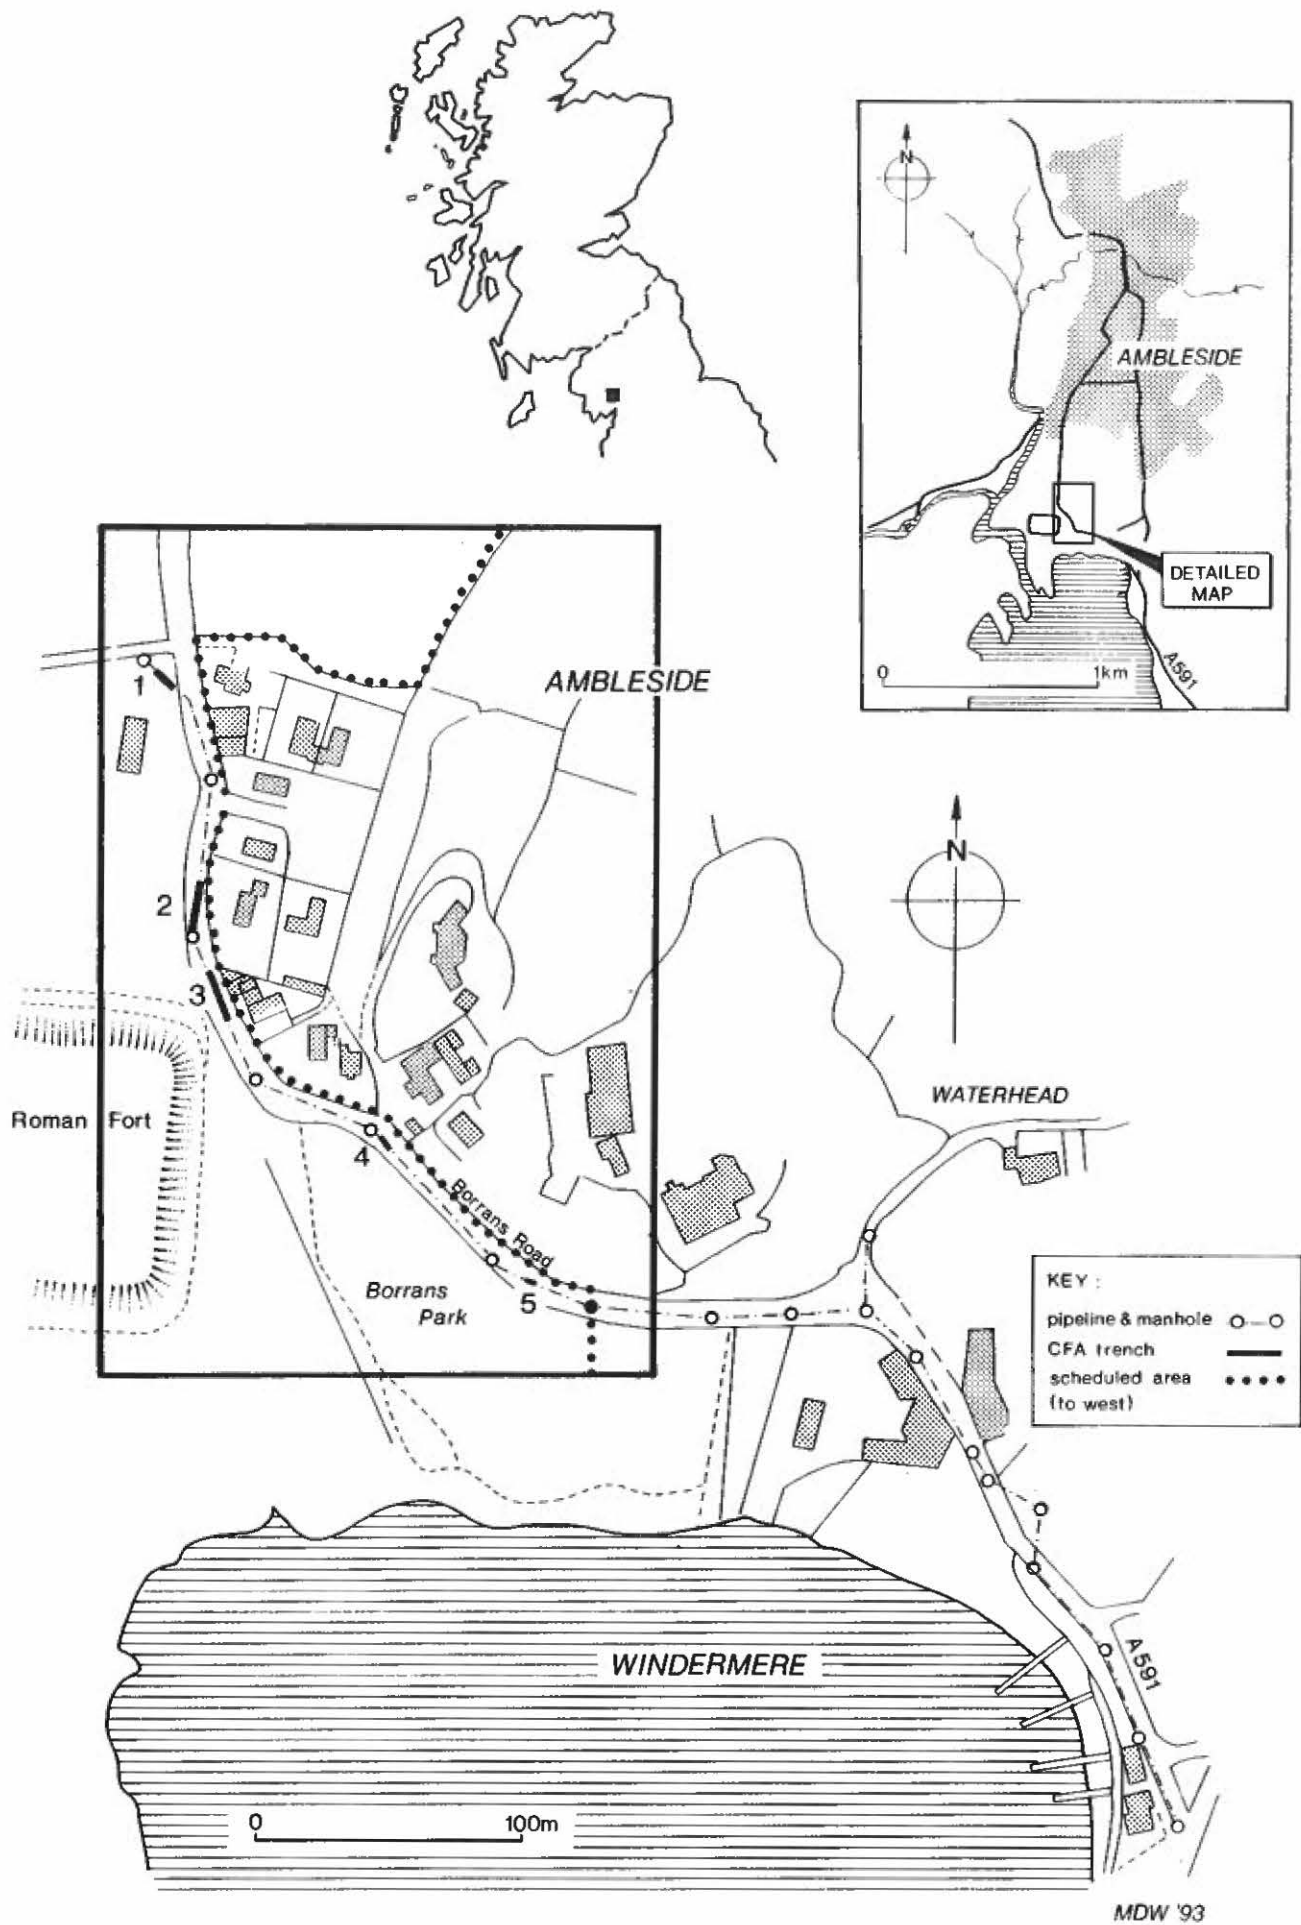 N
AMBLESIDE
DETAILED
MAP
0 1km
A591
AMBLESIDE
1
2
N
3
Roman Fort
WATERHEAD
4
Borrans Road
Borrans
Park
5
KEY :
pipeline & manhole
CFA trench
scheduled area
(to west)
WINDERMERE
A591
0 100m
MDW '93